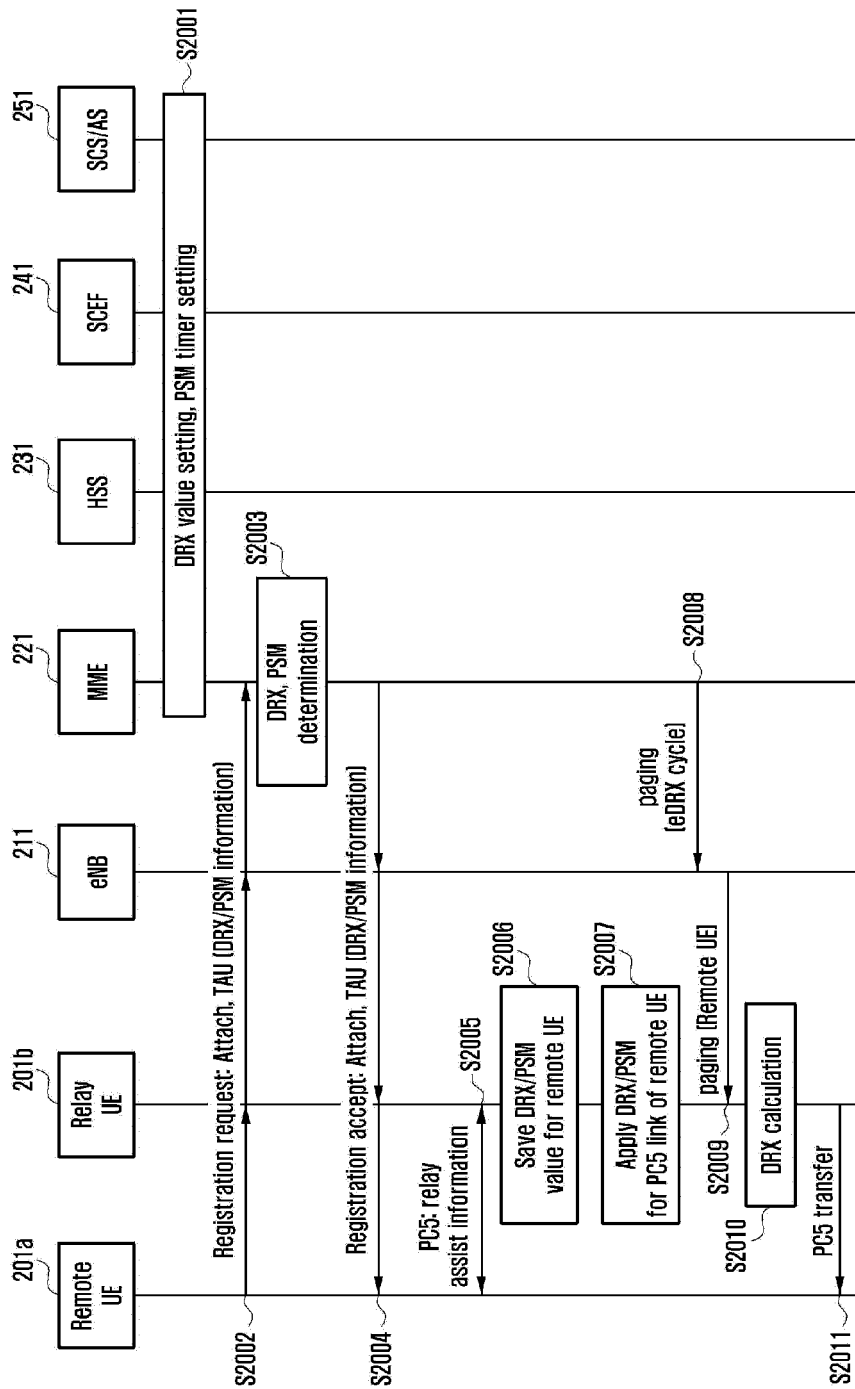 201a
201b
211
221
231
241
251
Remote
UE
Relay
UE
eNB
MME
HSS
SCEF
SCS/AS
DRX value setting, PSM timer setting
S2001
Registration request: Attach, TAU (DRX/PSM information)
S2002
DRX, PSM
determination
S2003
Registration accept: Attach, TAU (DRX/PSM information)
S2004
PC5: relay
assist information
S2005
Save DRX/PSM
value for remote UE
S2006
Apply DRX/PSM
for PC5 link of remote UE
S2007
paging
(eDRX cycle)
S2008
paging (Remote UE)
S2009
DRX calculation
S2010
PC5 transfer
S2011